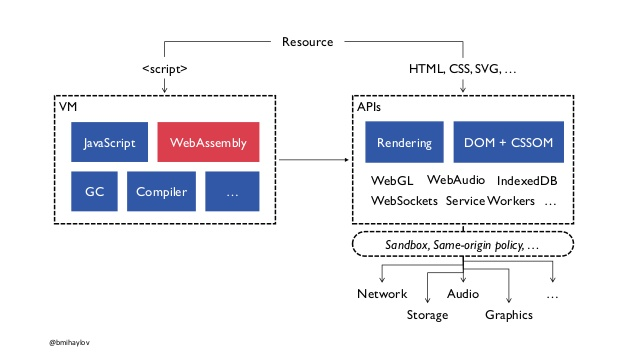 Resource
<script>
HTML, CSS, SVG, …
VM
JavaScript
WebAssembly
GC
Compiler
…
APIs
Rendering
DOM + CSSOM
WebGL WebAudio IndexedDB
WebSockets Service Workers …
Sandbox, Same-origin policy, …
Network Audio …
Storage Graphics
@bmihaylov